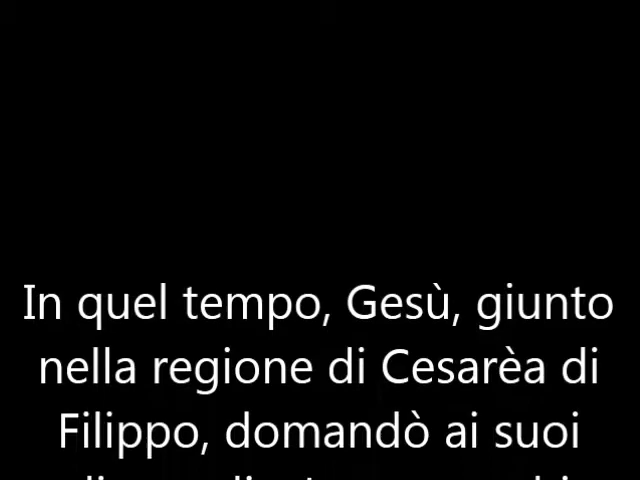 In quel tempo, Gesù, giunto
nella regione di Cesarèa di
Filippo, domandò ai suoi